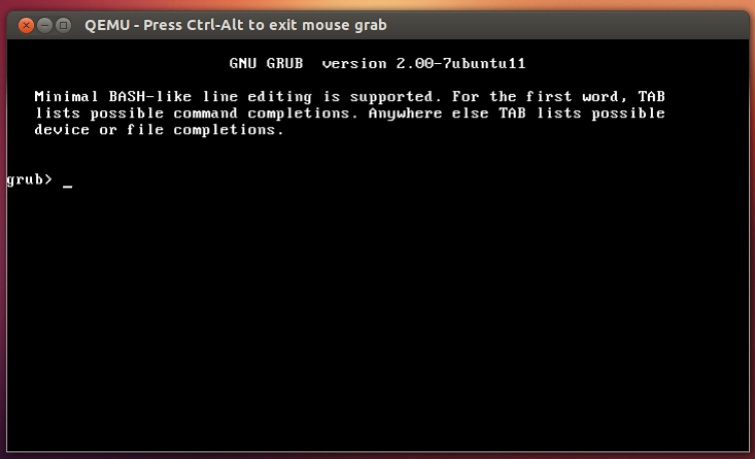 QEMU - Press Ctrl-Alt to exit mouse grab
GNU GRUB  version 2.00-7ubuntu11
Minimal BASH-like line editing is supported. For the first word, TAB
lists possible command completions. Anywhere else TAB lists possible
device or file completions.
grub> _